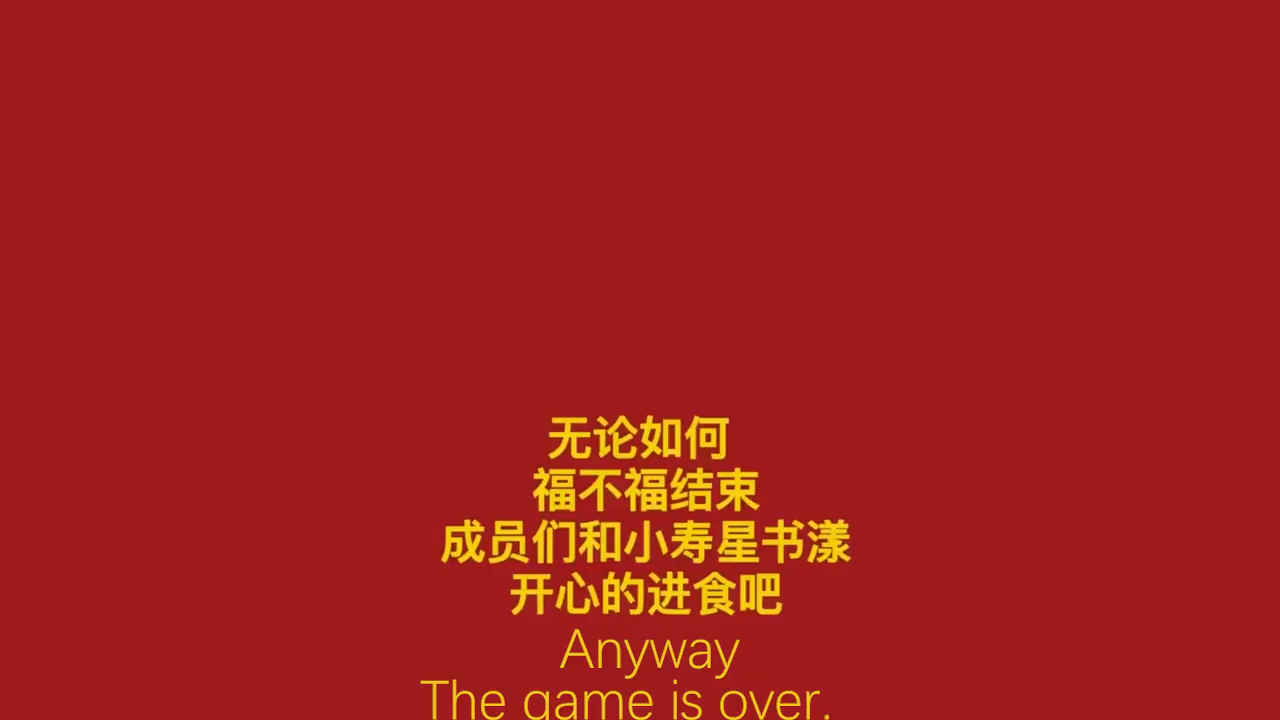 无论如何
福不福结束
成员们和小寿星书漾
开心的进食吧
Anyway
The game is over.